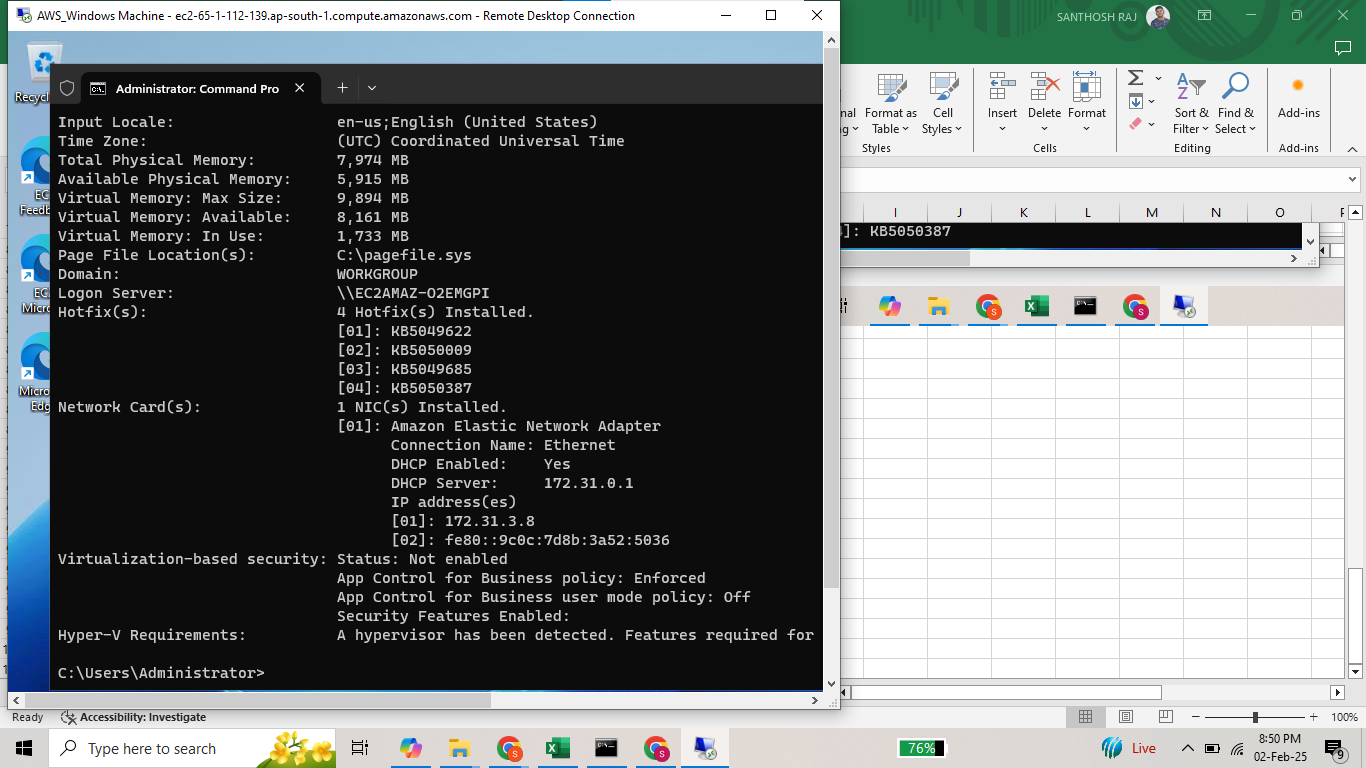 AWS_Windows Machine - ec2-65-1-112-139.ap-south-1.compute.amazonaws.com - Remote Desktop Connection
SANTHOSH RAJ
Administrator: Command Pro
Input Locale: en-us;English (United States)
Time Zone: (UTC) Coordinated Universal Time
Total Physical Memory: 7,974 MB
Available Physical Memory: 5,915 MB
Virtual Memory: Max Size: 9,894 MB
Virtual Memory: Available: 8,161 MB
Virtual Memory: In Use: 1,733 MB
Page File Location(s): C:\pagefile.sys
Domain: WORKGROUP
Logon Server: \\EC2AMAZ-O2EMGPI
Hotfix(s): 4 Hotfix(s) Installed.
[01]: KB5049622
[02]: KB5050009
[03]: KB5049685
[04]: KB5050387
Network Card(s): 1 NIC(s) Installed.
[01]: Amazon Elastic Network Adapter
Connection Name: Ethernet
DHCP Enabled: Yes
DHCP Server: 172.31.0.1
IP address(es)
[01]: 172.31.3.8
[02]: fe80::9c0c:7d8b:3a52:5036
Virtualization-based security: Status: Not enabled
App Control for Business policy: Enforced
App Control for Business user mode policy: Off
Security Features Enabled:
Hyper-V Requirements: A hypervisor has been detected. Features required for
C:\Users\Administrator>
Recyc
EC
Feedb
EC
Micro
Micro
Edg
Format as Table
Cell Styles
Styles
Insert
Delete
Format
Cells
Sort & Filter
Find & Select
Editing
Add-ins
Add-ins
I J K L M N O
]: KB5050387
Ready
Accessibility: Investigate
100%
Type here to search
76%
Live
8:50 PM
02-Feb-25
9